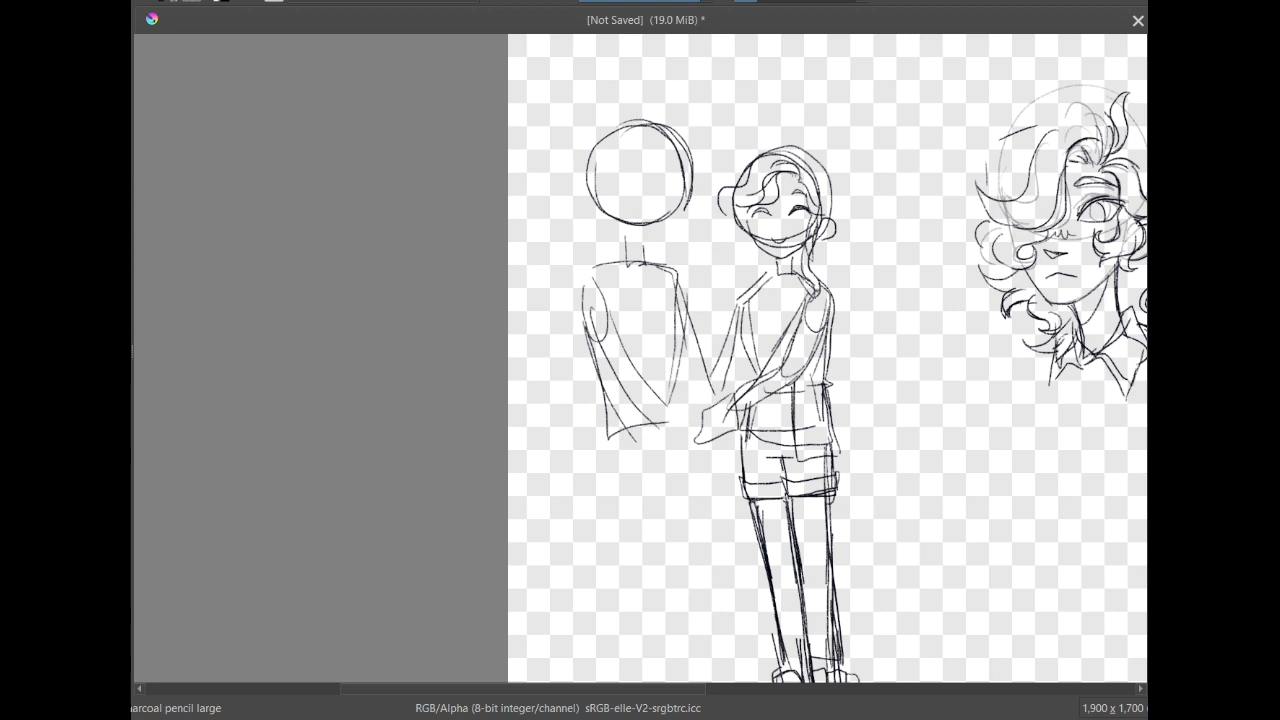 [Not Saved] (19.0 MiB) *
arcoal pencil large
RGB/Alpha (8-bit integer/channel) sRGB-elle-V2-srgbtrc.icc
1,900 x 1,700